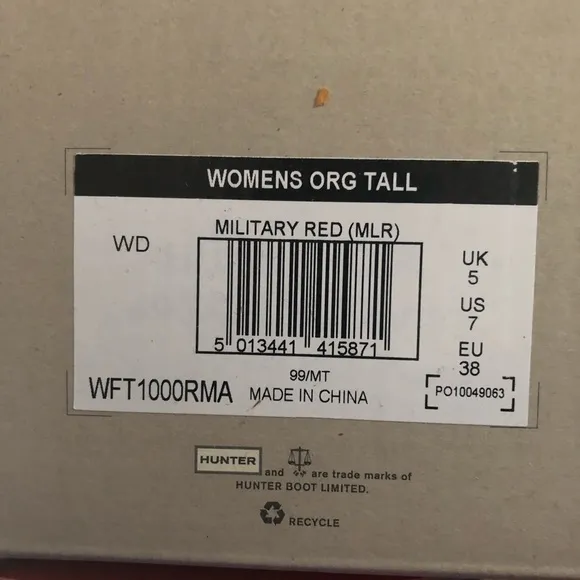 WOMENS ORG TALL
MILITARY RED (MLR)
WD
UK
5
US
7
EU
38
5 013441 415871
99/MT
WFT1000RMA
MADE IN CHINA
PO10049063
HUNTER and are trade marks of
HUNTER BOOT LIMITED.
RECYCLE